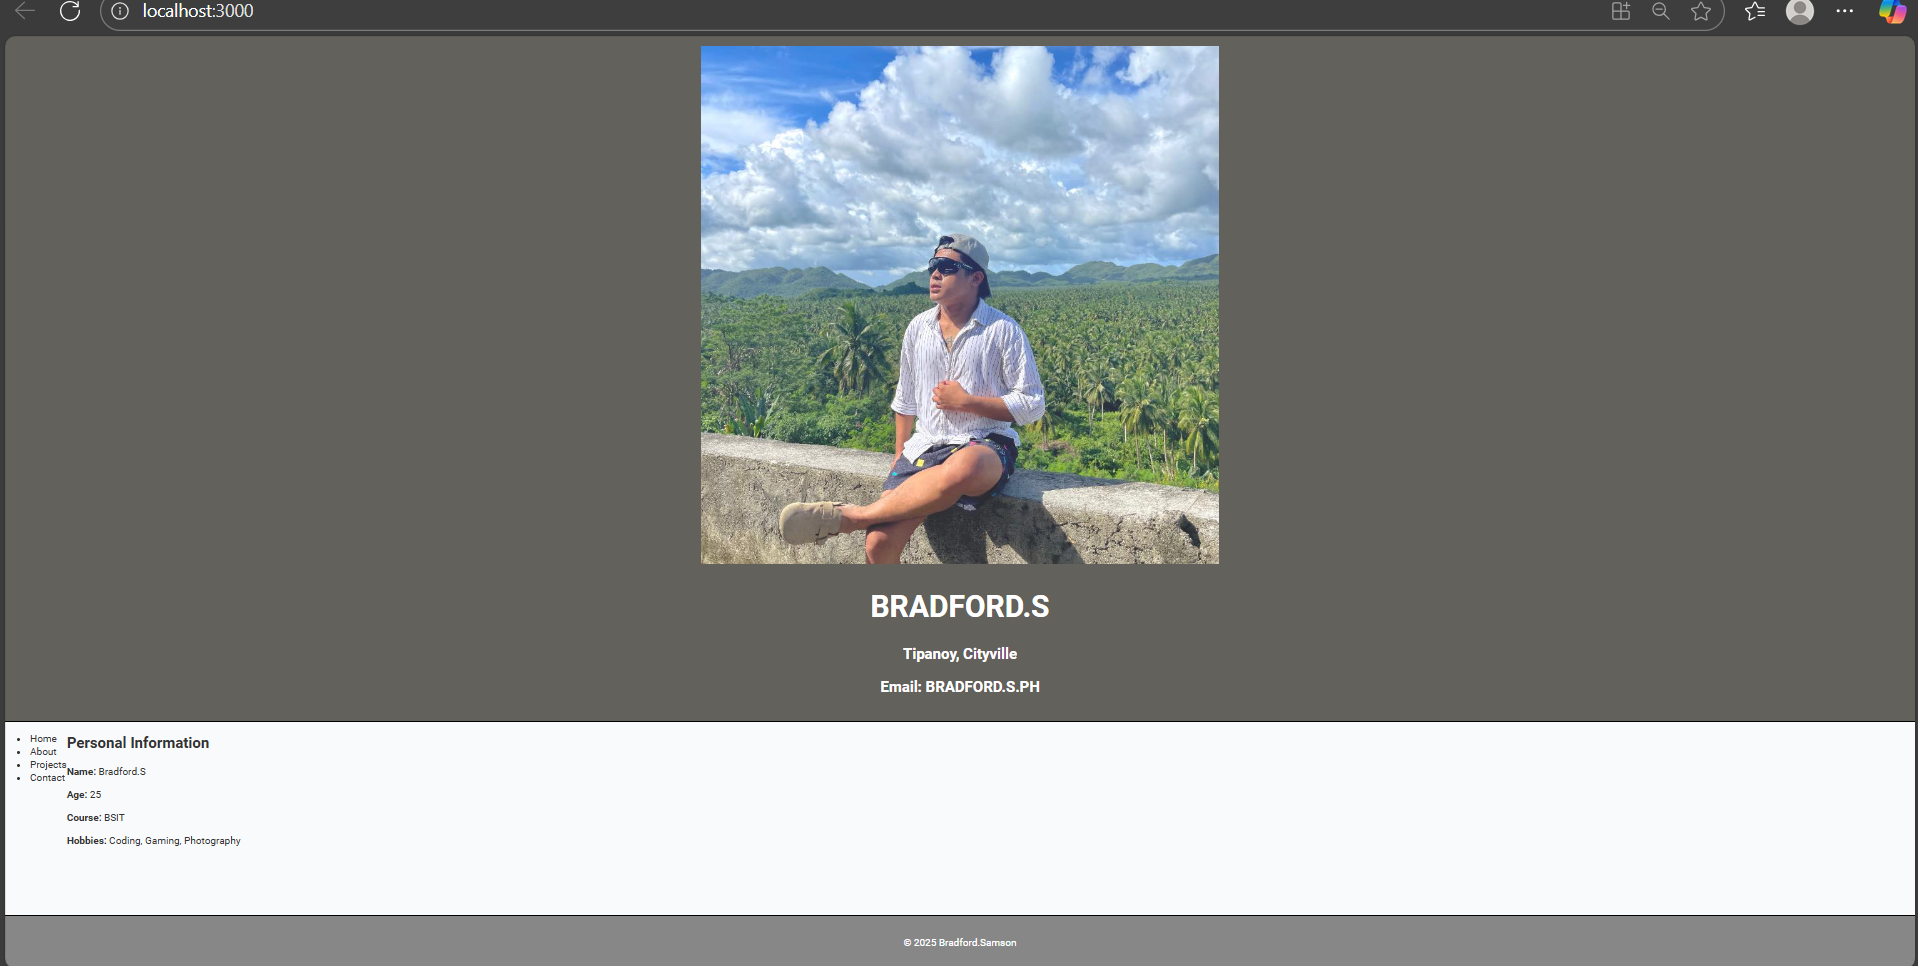 localhost:3000
BRADFORD.S
Tipanoy, Cityville
Email: BRADFORD.S.PH
Home
About
Projects
Contact
Personal Information
Name: Bradford.S
Age: 25
Course: BSIT
Hobbies: Coding, Gaming, Photography
© 2025 Bradford.Samson